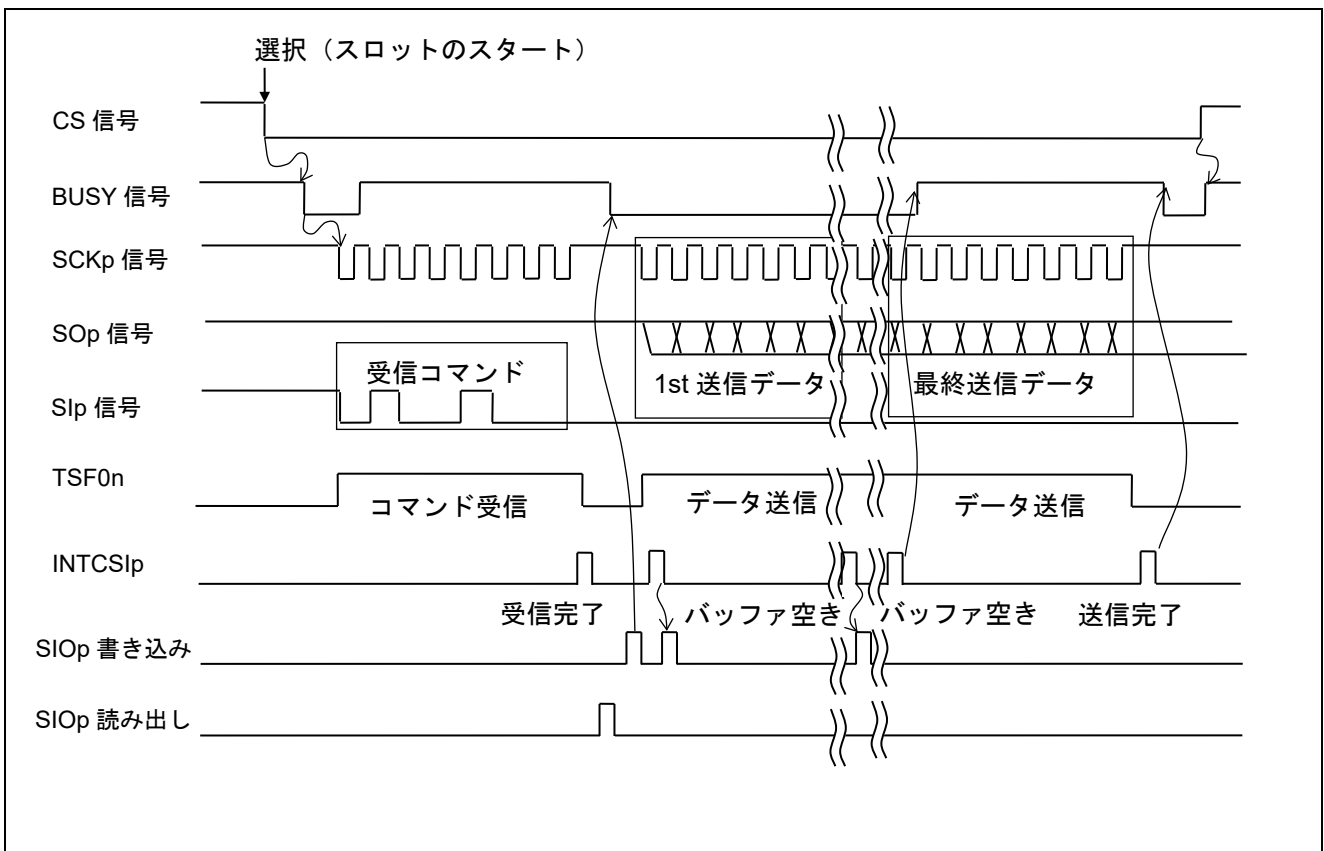 選択（スロットのスタート）
CS 信号
BUSY 信号
SCKp 信号
SOp 信号
受信コマンド
1st 送信データ
最終送信データ
SIp 信号
TSF0n
コマンド受信
データ送信
データ送信
INTCSIp
受信完了
バッファ空き
バッファ空き
送信完了
SIOp 書き込み
SIOp 読み出し